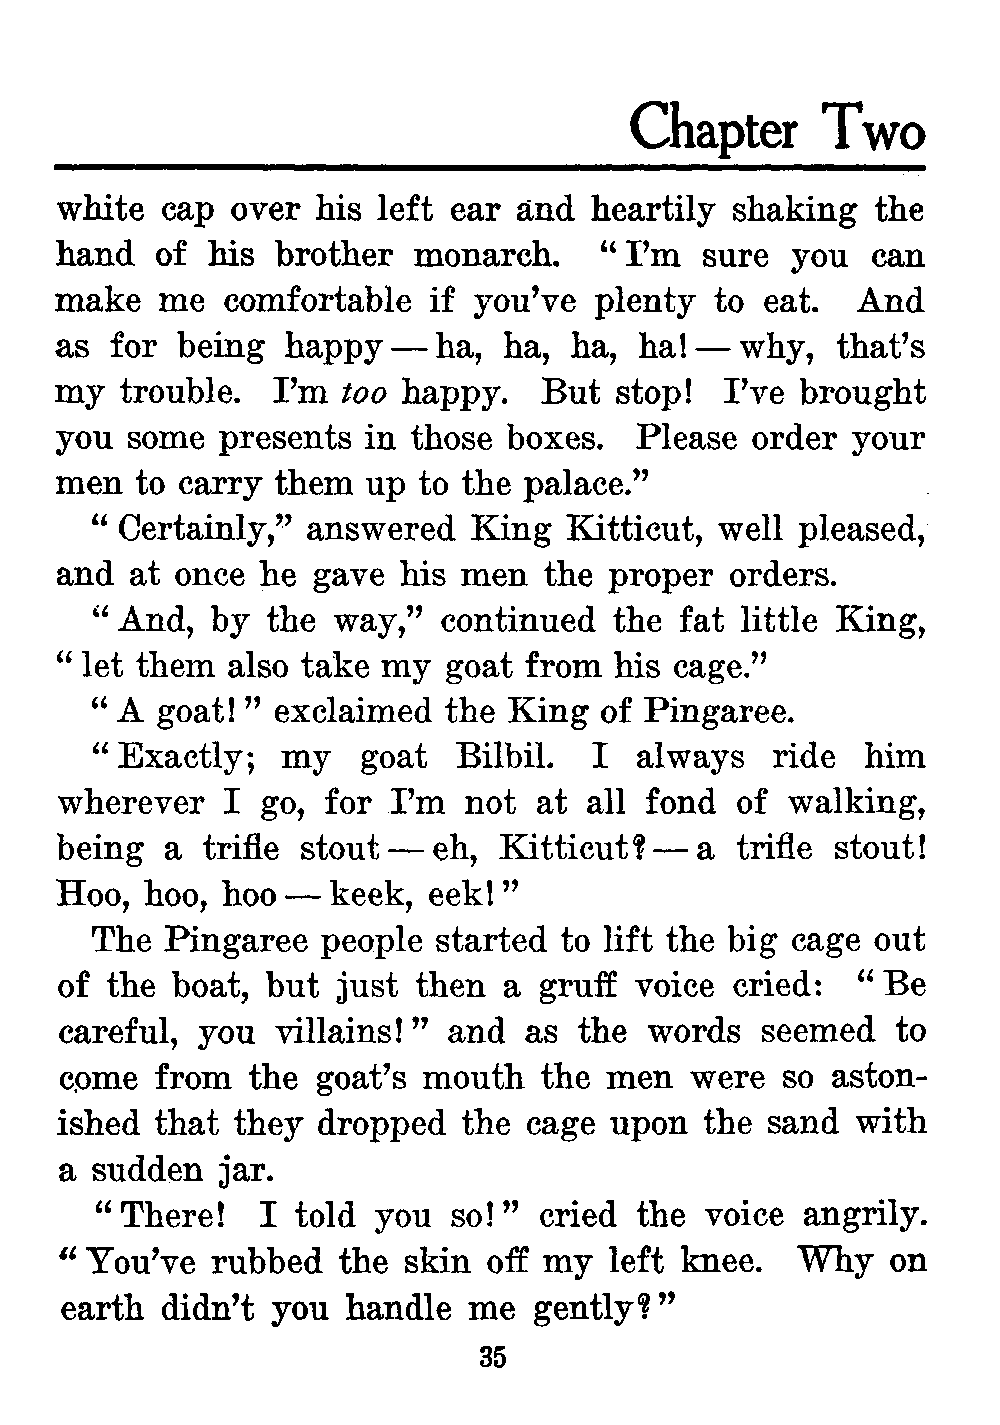 Chapter Two
white cap over his left ear and heartily shaking the
hand of his brother monarch. "I'm sure you can
make me comfortable if you've plenty to eat. And
as for being happy — ha, ha, ha, ha! — why, that's
my trouble. I'm too happy. But stop! I've brought
you some presents in those boxes. Please order your
men to carry them up to the palace."
"Certainly," answered King Kitticut, well pleased,
and at once he gave his men the proper orders.
"And, by the way," continued the fat little King,
"let them also take my goat from his cage."
"A goat!" exclaimed the King of Pingaree.
"Exactly; my goat Bilbil. I always ride him
wherever I go, for I'm not at all fond of walking,
being a trifle stout — eh, Kitticut? — a trifle stout!
Hoo, hoo, hoo — keek, eek!"
The Pingaree people started to lift the big cage out
of the boat, but just then a gruff voice cried: "Be
careful, you villains!" and as the words seemed to
come from the goat's mouth the men were so aston-
ished that they dropped the cage upon the sand with
a sudden jar.
"There! I told you so!" cried the voice angrily.
"You've rubbed the skin off my left knee. Why on
earth didn't you handle me gently?"
35